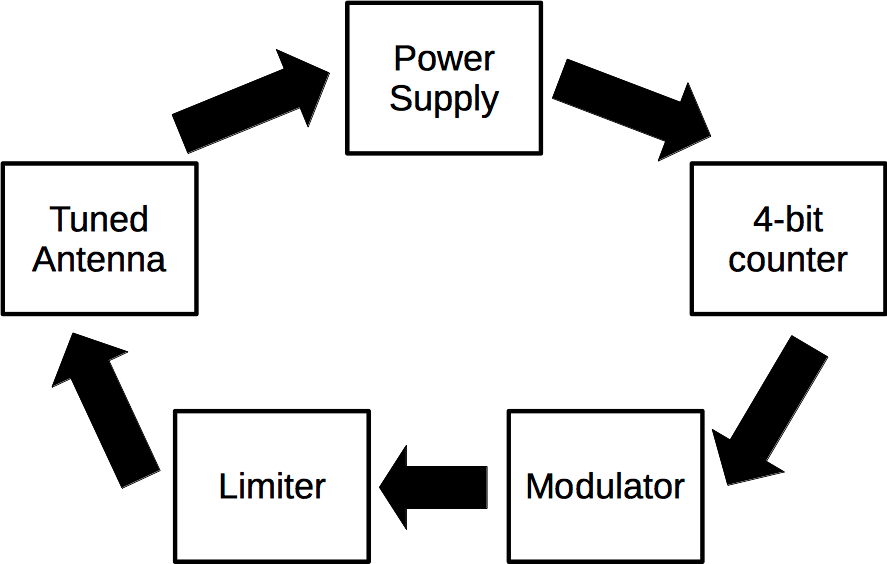 Power
Supply
4-bit
counter
Modulator
Limiter
Tuned
Antenna